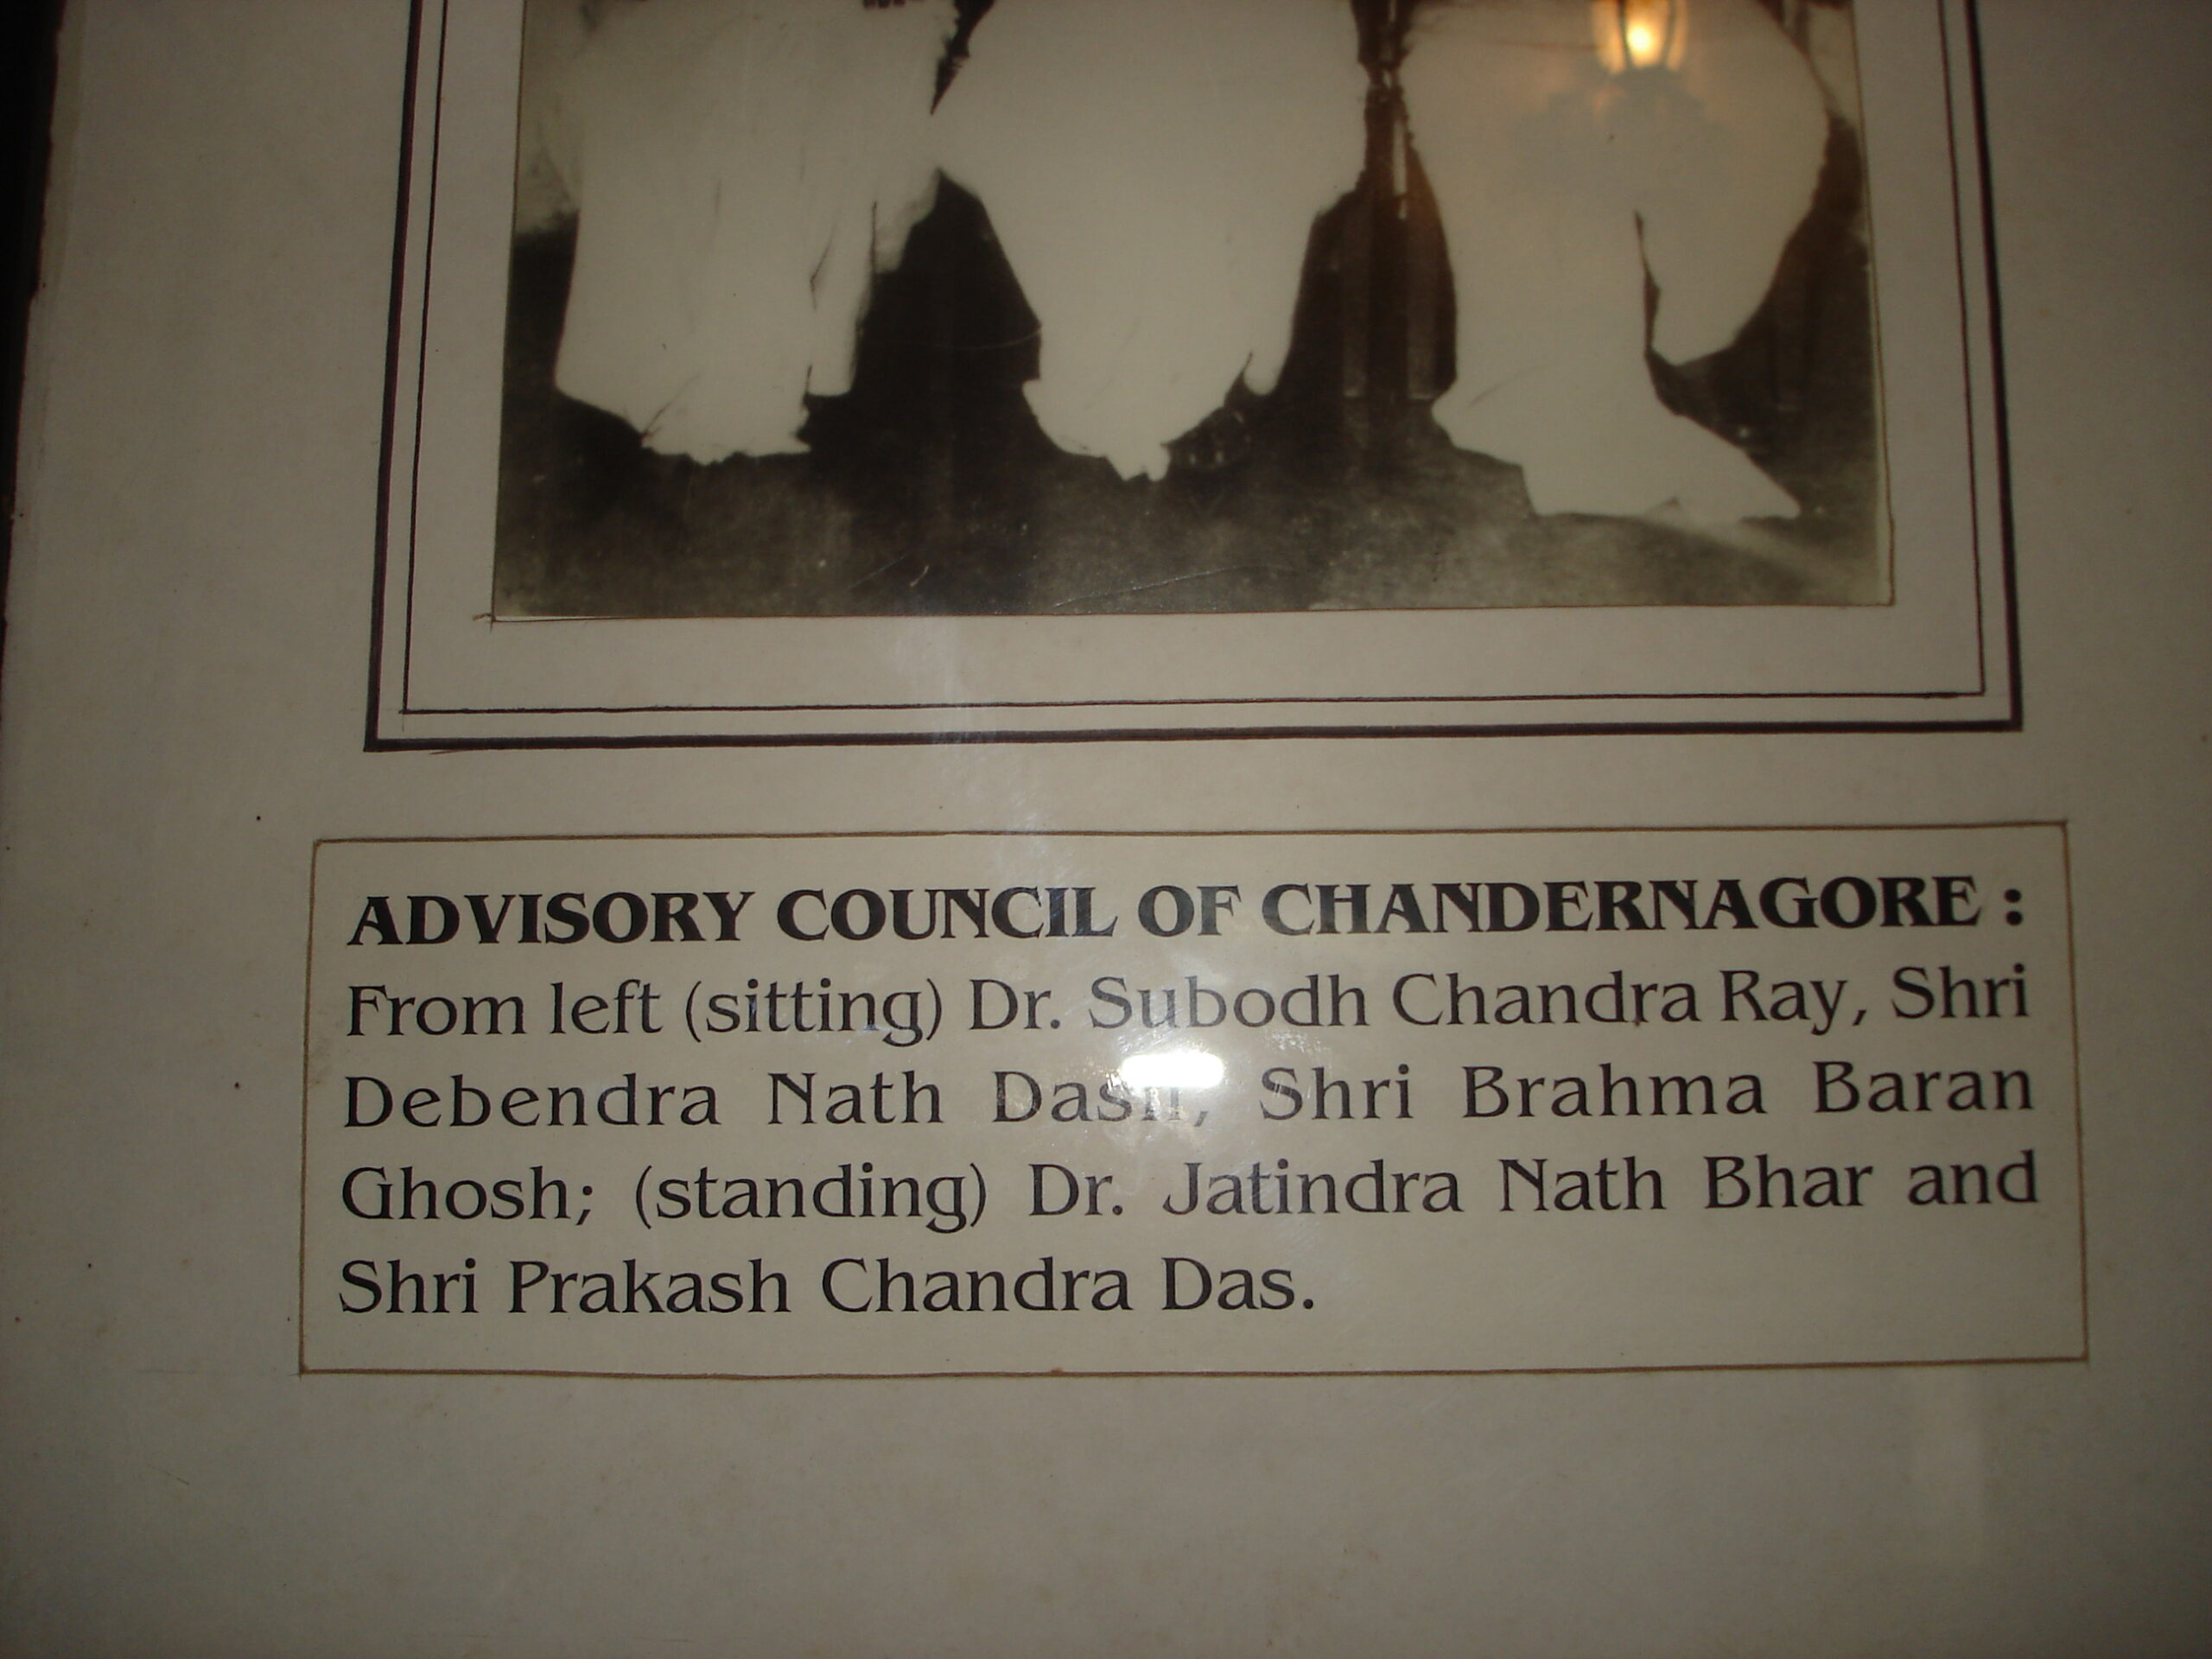 ADVISORY COUNCIL OF CHANDERNAGORE :
From left (sitting) Dr. Subodh Chandra Ray, Shri
Debendra Nath Dash, Shri Brahma Baran
Ghosh; (standing) Dr. Jatindra Nath Bhar and
Shri Prakash Chandra Das.